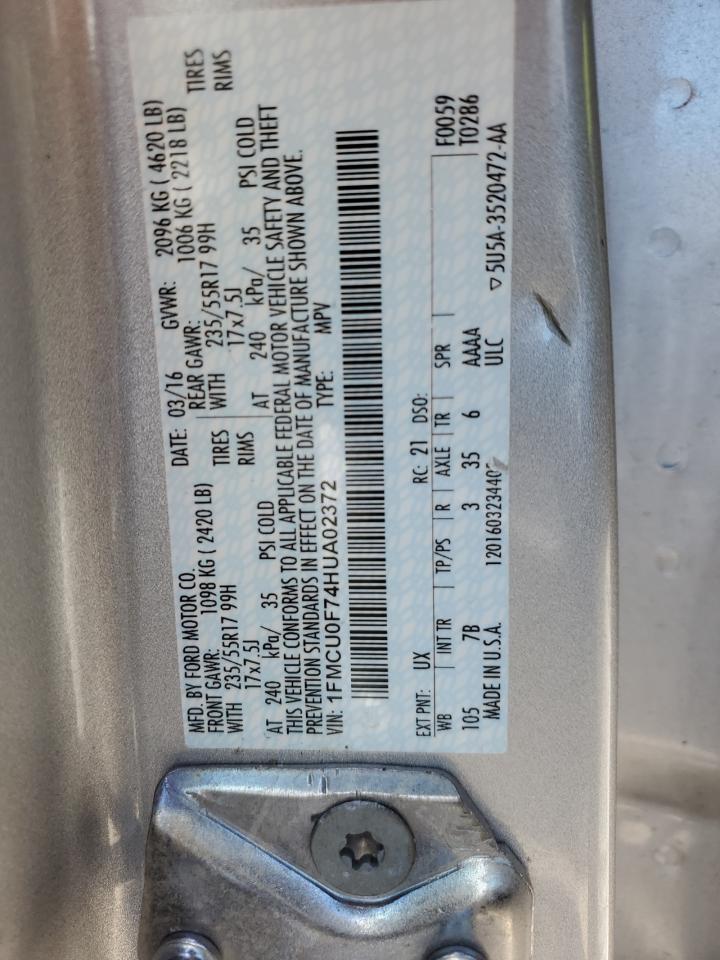 MFD. BY FORD MOTOR CO.
DATE: 03/16 GVWR: 2096 KG ( 4620 LB)
FRONT GAWR: 1098 KG ( 2420 LB)
REAR GAWR: 1006 KG ( 2218 LB)
WITH 235/55R17 99H TIRES
WITH 235/55R17 99H TIRES
17x7.5J RIMS
17x7.5J RIMS
AT 240 kPa/ 35 PSI COLD
AT 240 kPa/ 35 PSI COLD
THIS VEHICLE CONFORMS TO ALL APPLICABLE FEDERAL MOTOR VEHICLE SAFETY AND THEFT
PREVENTION STANDARDS IN EFFECT ON THE DATE OF MANUFACTURE SHOWN ABOVE.
VIN: 1FMCU0F74HUA02372 TYPE: MPV
EXT PNT: UX RC: 21 DSO: F0059
WB INT TR TP/PS R AXLE TR SPR T0286
105 7B 3 35 6 AAAA
MADE IN U.S.A. ULC
▽5U5A-3520472-AA